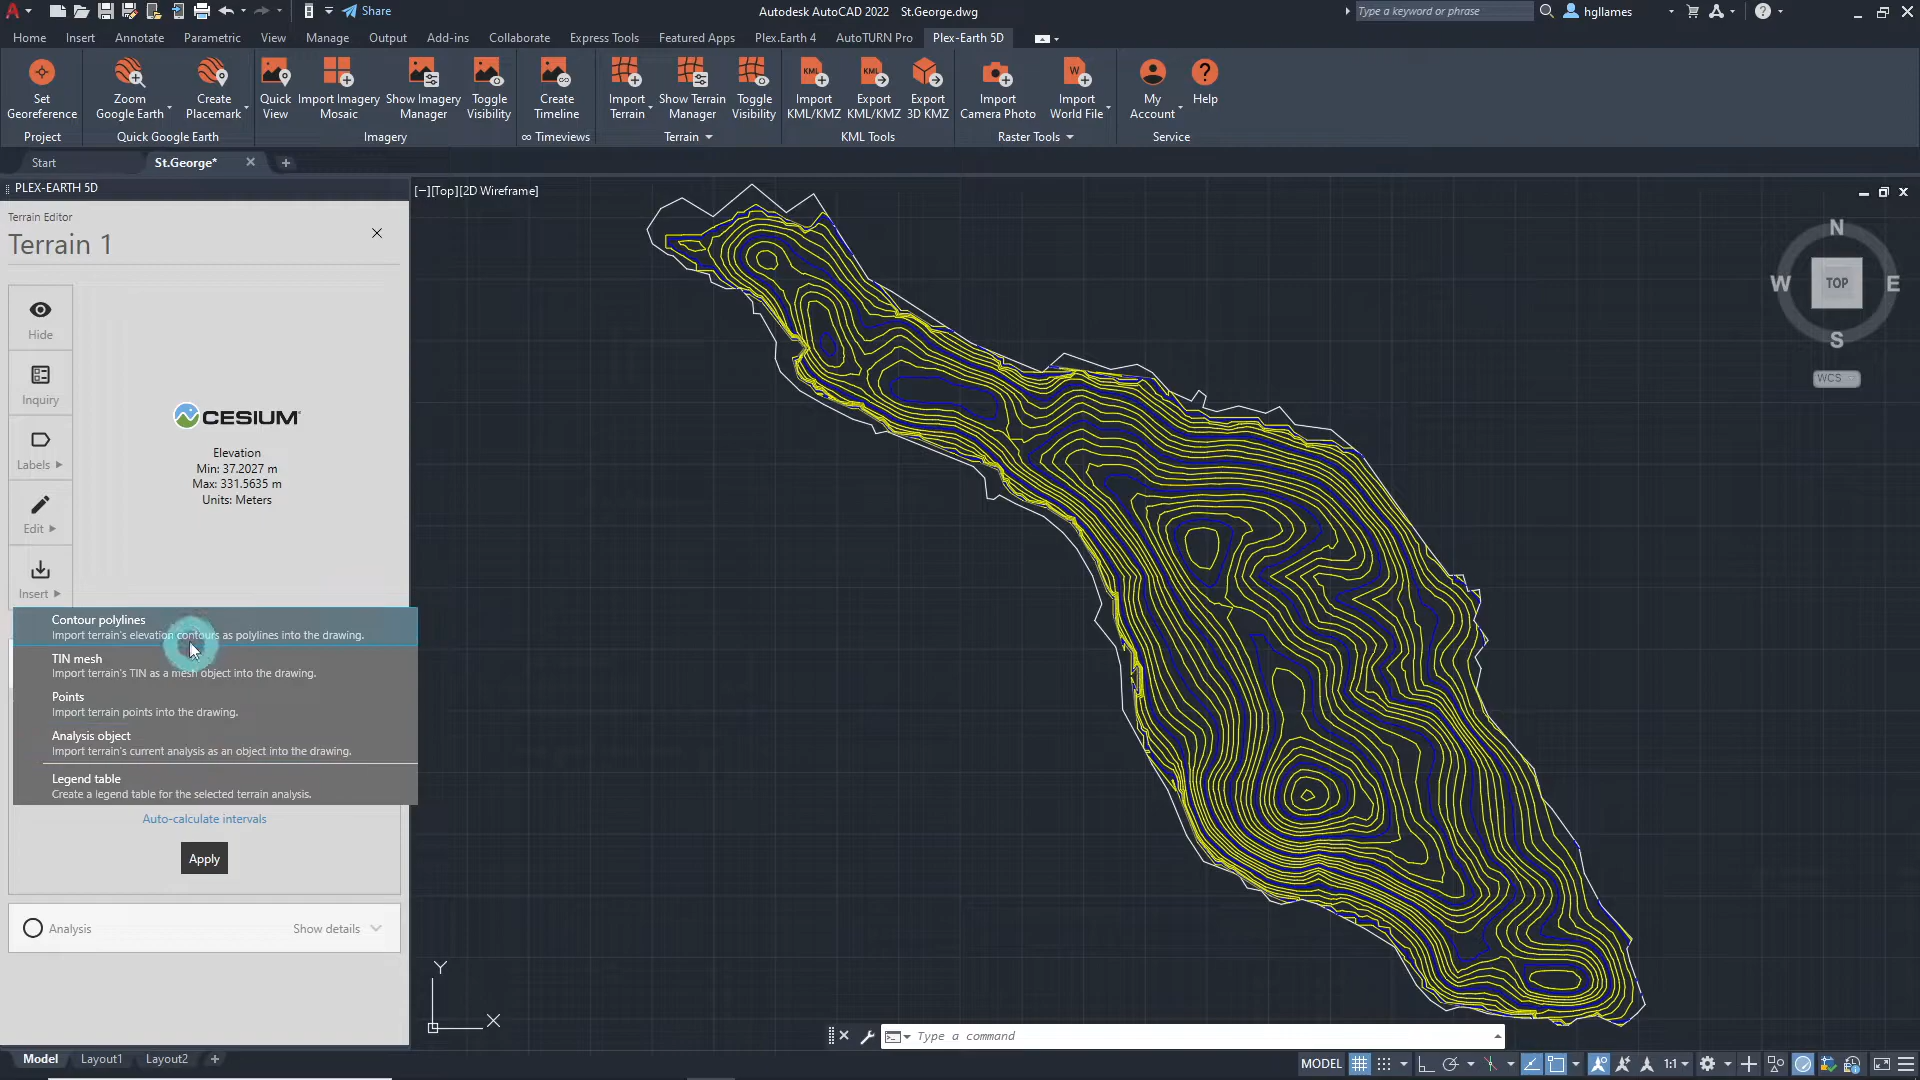 Autodesk AutoCAD 2022 St.George.dwg
Share
Type a keyword or phrase
hgllames
Home Insert Annotate Parametric View Manage Output Add-ins Collaborate Express Tools Featured Apps Plex.Earth 4 AutoTURN Pro Plex-Earth 5D
Set Georeference
Zoom Google Earth
Create Placemark
Quick View
Import Imagery Mosaic
Show Imagery Manager
Toggle Visibility
Create Timeline
Import Terrain
Show Terrain Manager
Toggle Visibility
Import KML/KMZ
Export KML/KMZ
Export 3D KMZ
Import Camera Photo
Import World File
My Account
Help
Project Quick Google Earth Imagery ∞ Timeviews Terrain KML Tools Raster Tools Service
Start St.George*
PLEX-EARTH 5D
[−][Top][2D Wireframe]
Terrain Editor
Terrain 1
Hide
Inquiry
Labels
Edit
Insert
CESIUM
Elevation
Min: 37.2027 m
Max: 331.5635 m
Units: Meters
Contour polylines
Import terrain's elevation contours as polylines into the drawing.
TIN mesh
Import terrain's TIN as a mesh object into the drawing.
Points
Import terrain points into the drawing.
Analysis object
Import terrain's current analysis as an object into the drawing.
Legend table
Create a legend table for the selected terrain analysis.
Auto-calculate intervals
Apply
Analysis Show details
N
W TOP E
S
WCS
Y
X
Type a command
Model Layout1 Layout2
MODEL 1:1